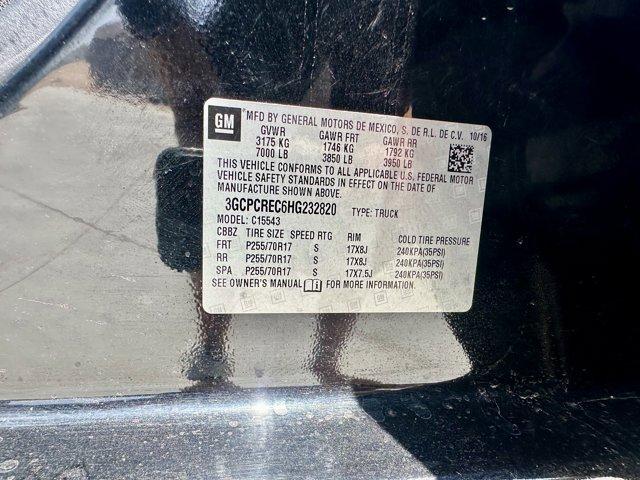 GM
MFD BY GENERAL MOTORS DE MEXICO, S. DE R.L. DE C.V. 10/16
GVWR GAWR FRT GAWR RR
3175 KG 1746 KG 1792 KG
7000 LB 3850 LB 3950 LB
THIS VEHICLE CONFORMS TO ALL APPLICABLE U.S. FEDERAL MOTOR
VEHICLE SAFETY STANDARDS IN EFFECT ON THE DATE OF
MANUFACTURE SHOWN ABOVE.
3GCPCREC6HG232820 TYPE: TRUCK
MODEL: C15543
CBBZ TIRE SIZE SPEED RTG RIM COLD TIRE PRESSURE
FRT P255/70R17 S 17X8J 240KPA(35PSI)
RR P255/70R17 S 17X8J 240KPA(35PSI)
SPA P255/70R17 S 17X7.5J 240KPA(35PSI)
SEE OWNER'S MANUAL FOR MORE INFORMATION.